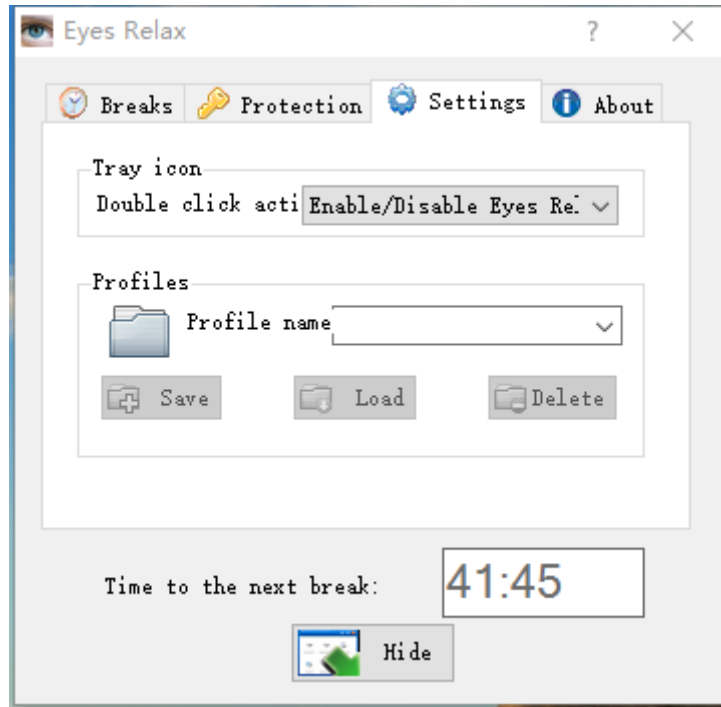 Eyes Relax
Breaks Protection Settings About
Tray icon
Double click acti Enable/Disable Eyes Rel
Profiles
Profile name
Save Load Delete
Time to the next break: 41:45
Hide